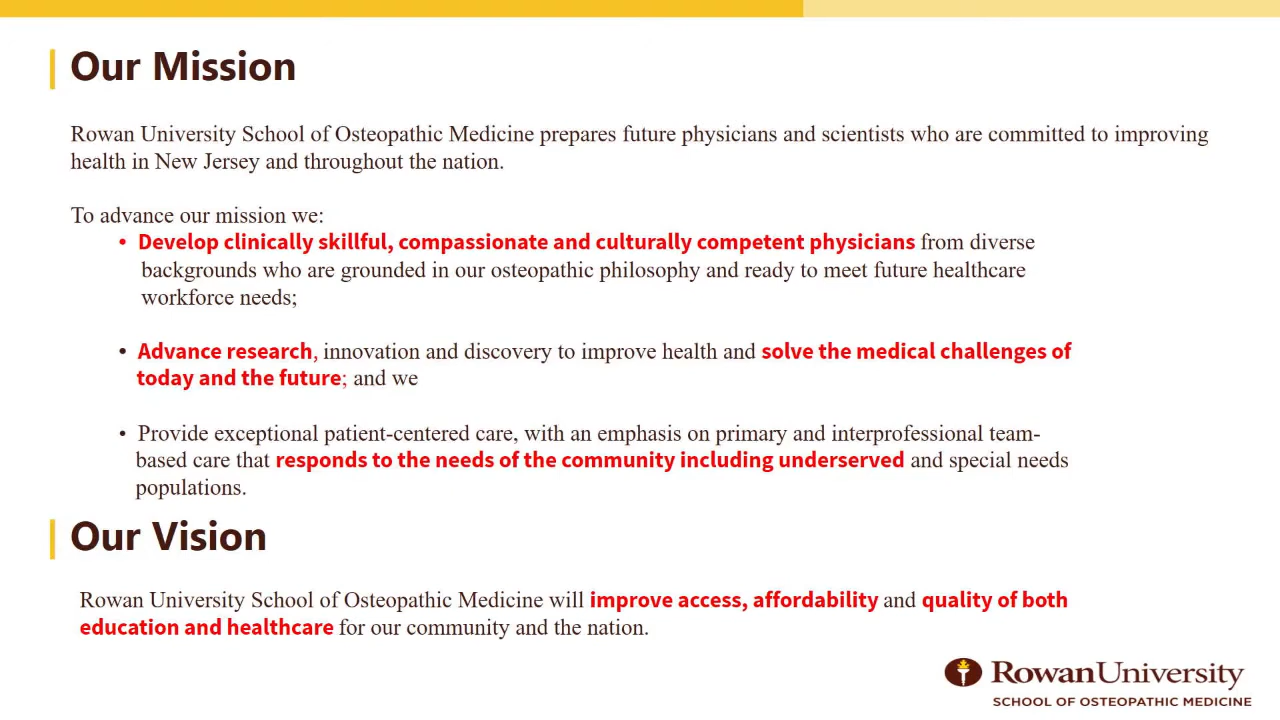 Our Mission
Rowan University School of Osteopathic Medicine prepares future physicians and scientists who are committed to improving
health in New Jersey and throughout the nation.
To advance our mission we:
• Develop clinically skillful, compassionate and culturally competent physicians from diverse
backgrounds who are grounded in our osteopathic philosophy and ready to meet future healthcare
workforce needs;
• Advance research, innovation and discovery to improve health and solve the medical challenges of
today and the future; and we
• Provide exceptional patient-centered care, with an emphasis on primary and interprofessional team-
based care that responds to the needs of the community including underserved and special needs
populations.
Our Vision
Rowan University School of Osteopathic Medicine will improve access, affordability and quality of both
education and healthcare for our community and the nation.
RowanUniversity
SCHOOL OF OSTEOPATHIC MEDICINE